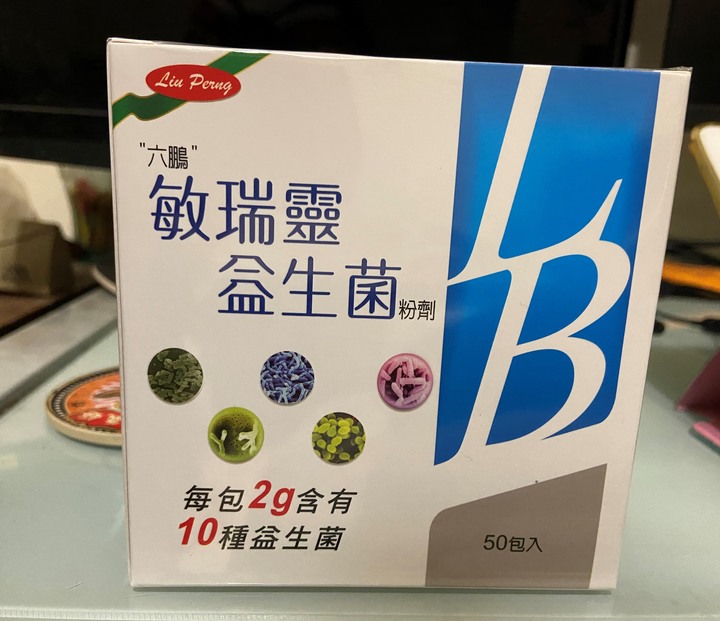 Liu Perng
"六鵬"
敏瑞靈
益生菌粉劑
LB
每包2g含有
10種益生菌
50包入